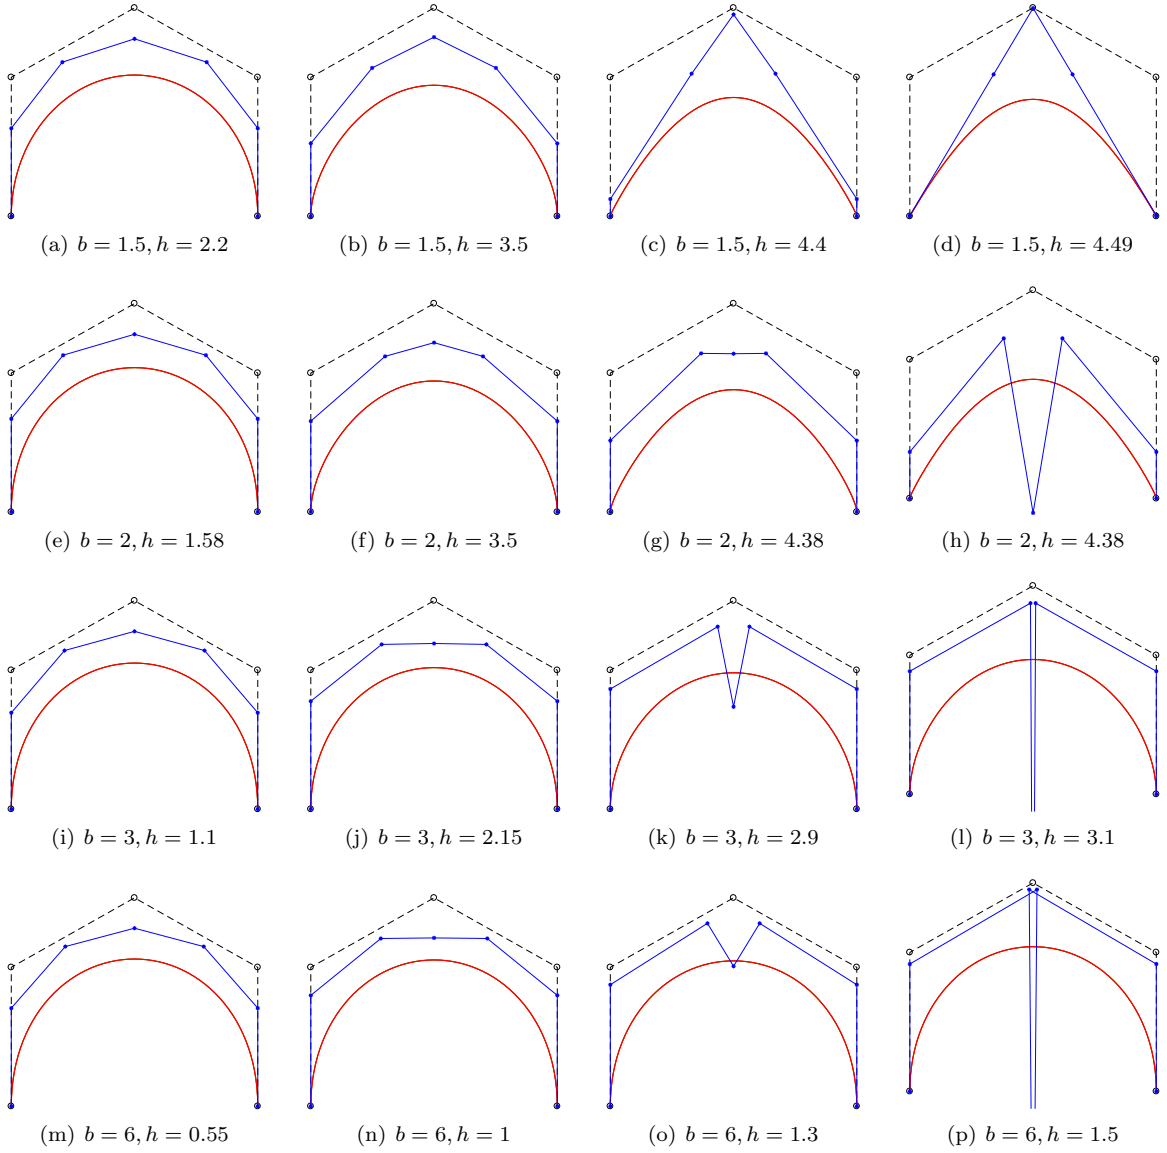 (a) b = 1.5, h = 2.2
(b) b = 1.5, h = 3.5
(c) b = 1.5, h = 4.4
(d) b = 1.5, h = 4.49
(e) b = 2, h = 1.58
(f) b = 2, h = 3.5
(g) b = 2, h = 4.38
(h) b = 2, h = 4.38
(i) b = 3, h = 1.1
(j) b = 3, h = 2.15
(k) b = 3, h = 2.9
(l) b = 3, h = 3.1
(m) b = 6, h = 0.55
(n) b = 6, h = 1
(o) b = 6, h = 1.3
(p) b = 6, h = 1.5